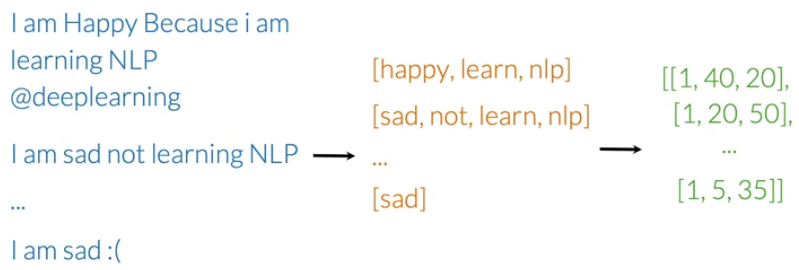 I am Happy Because i am
learning NLP
@deeplearning
I am sad not learning NLP
...
I am sad :(
[happy, learn, nlp]
[sad, not, learn, nlp]
...
[sad]
[[1, 40, 20],
[1, 20, 50],
...
[1, 5, 35]]